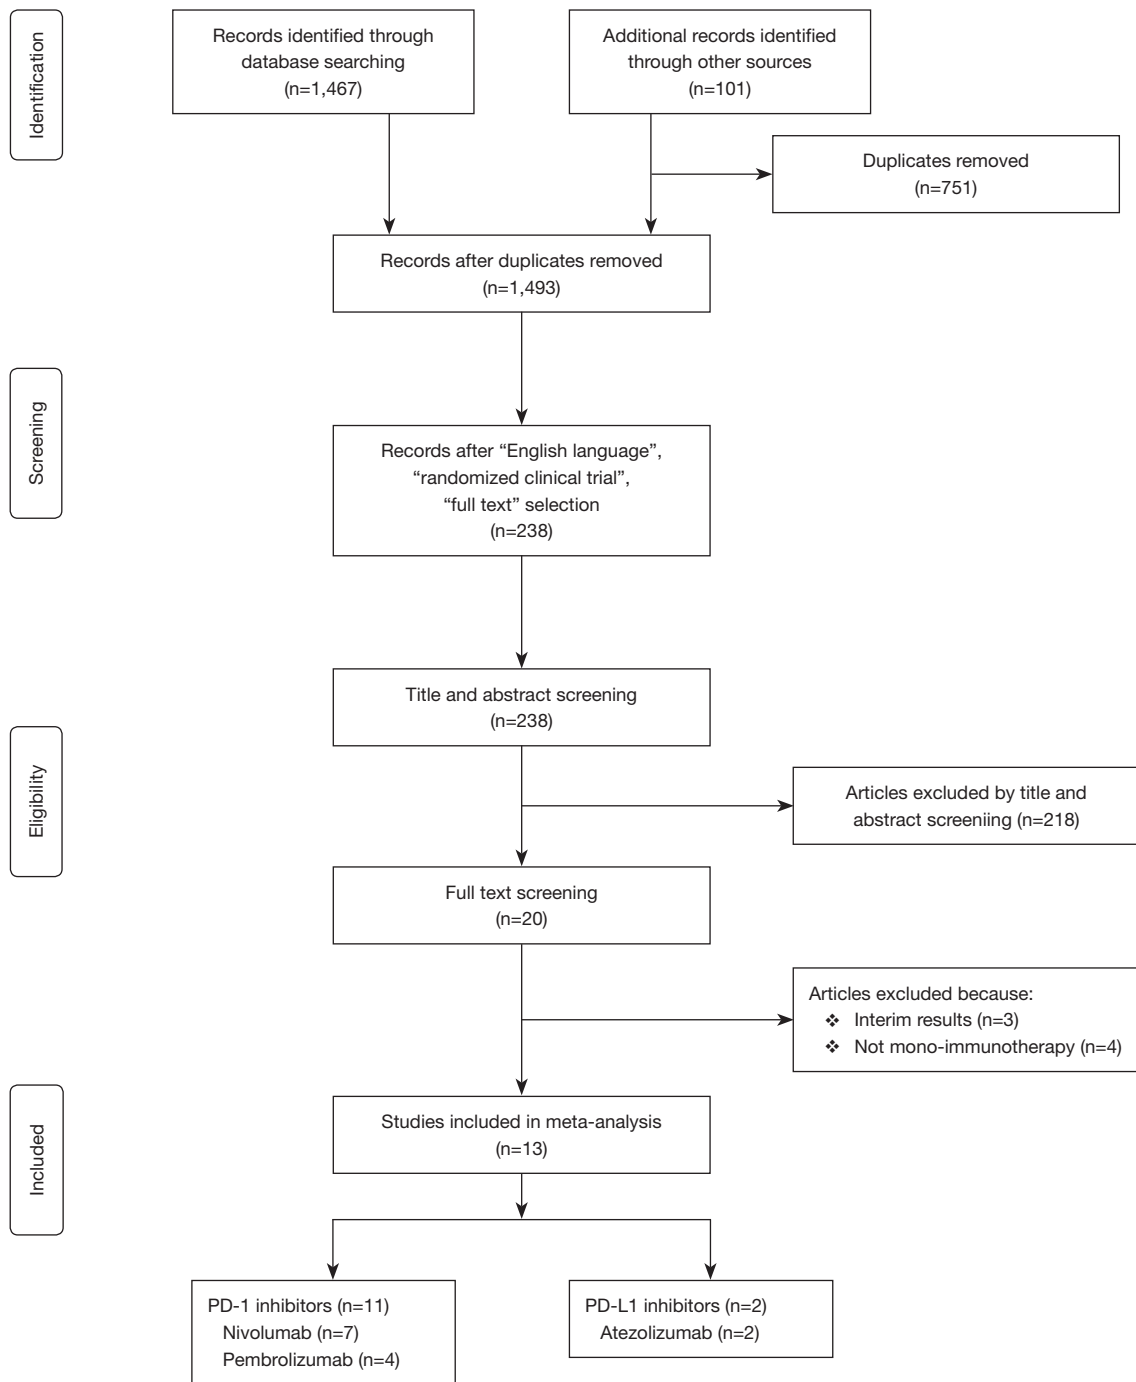 Identification
Records identified through
database searching
(n=1,467)
Additional records identified
through other sources
(n=101)
Duplicates removed
(n=751)
Records after duplicates removed
(n=1,493)
Screening
Records after “English language”,
“randomized clinical trial”,
“full text” selection
(n=238)
Title and abstract screening
(n=238)
Eligibility
Articles excluded by title and
abstract screeniing (n=218)
Full text screening
(n=20)
Articles excluded because:
❖ Interim results (n=3)
❖ Not mono-immunotherapy (n=4)
Included
Studies included in meta-analysis
(n=13)
PD-1 inhibitors (n=11)
Nivolumab (n=7)
Pembrolizumab (n=4)
PD-L1 inhibitors (n=2)
Atezolizumab (n=2)